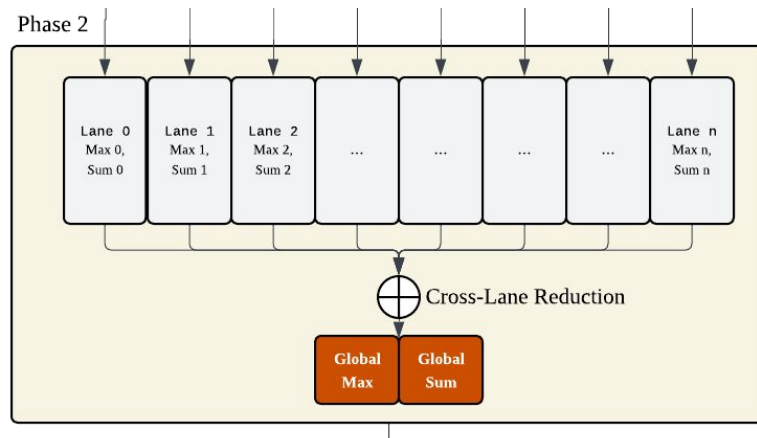 Phase 2
Lane 0
Max 0,
Sum 0
Lane 1
Max 1,
Sum 1
Lane 2
Max 2,
Sum 2
...
...
...
...
Lane n
Max n,
Sum n
Cross-Lane Reduction
Global
Max
Global
Sum